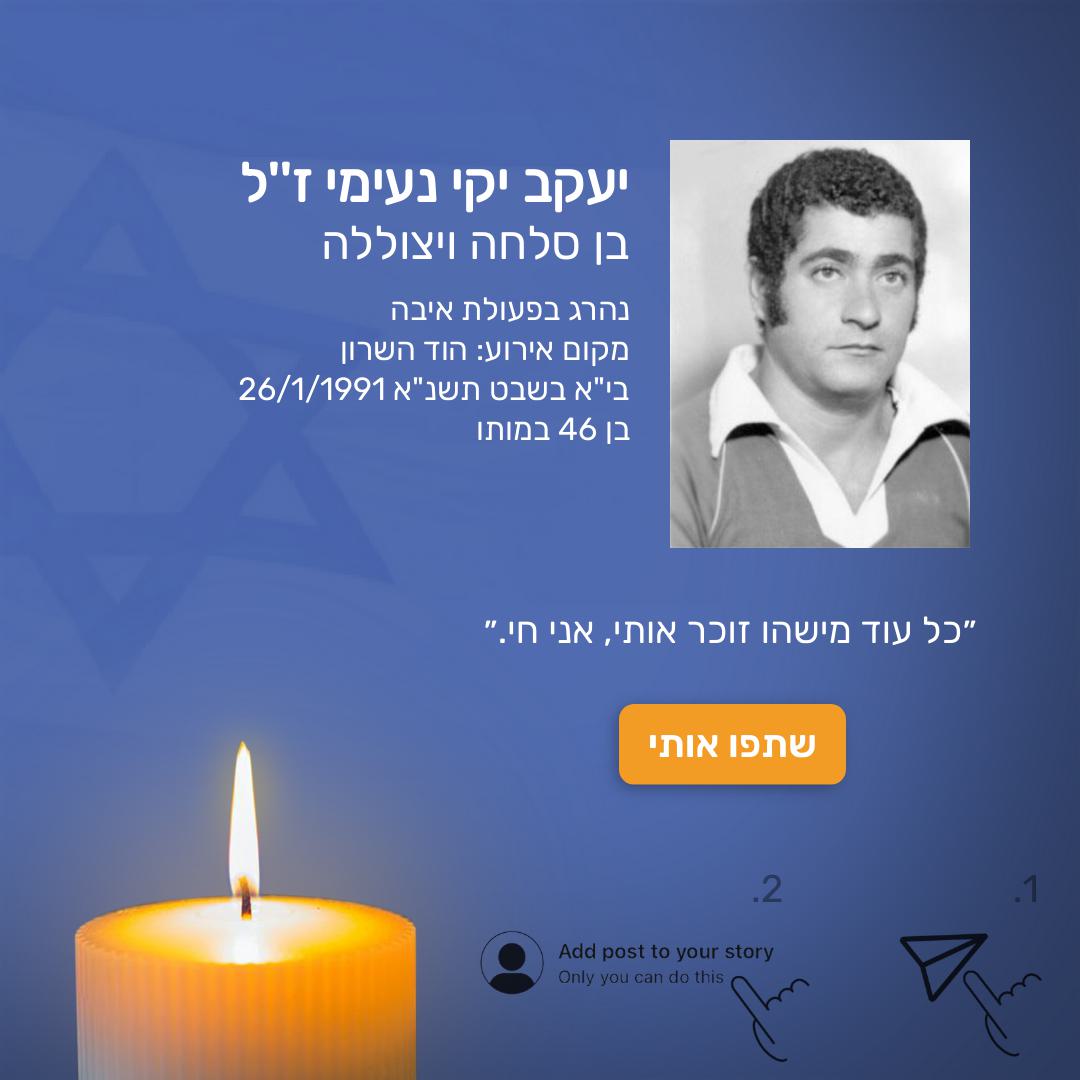 יעקב יקי נעימי ז"ל
בן סלחה ויצוללה
נהרג בפעולת איבה
מקום אירוע: הוד השרון
בי"א בשבט תשנ"א 26/1/1991
בן 46 במותו
״כל עוד מישהו זוכר אותי, אני חי.״
שתפו אותי
1.
2.
Add post to your story
Only you can do this